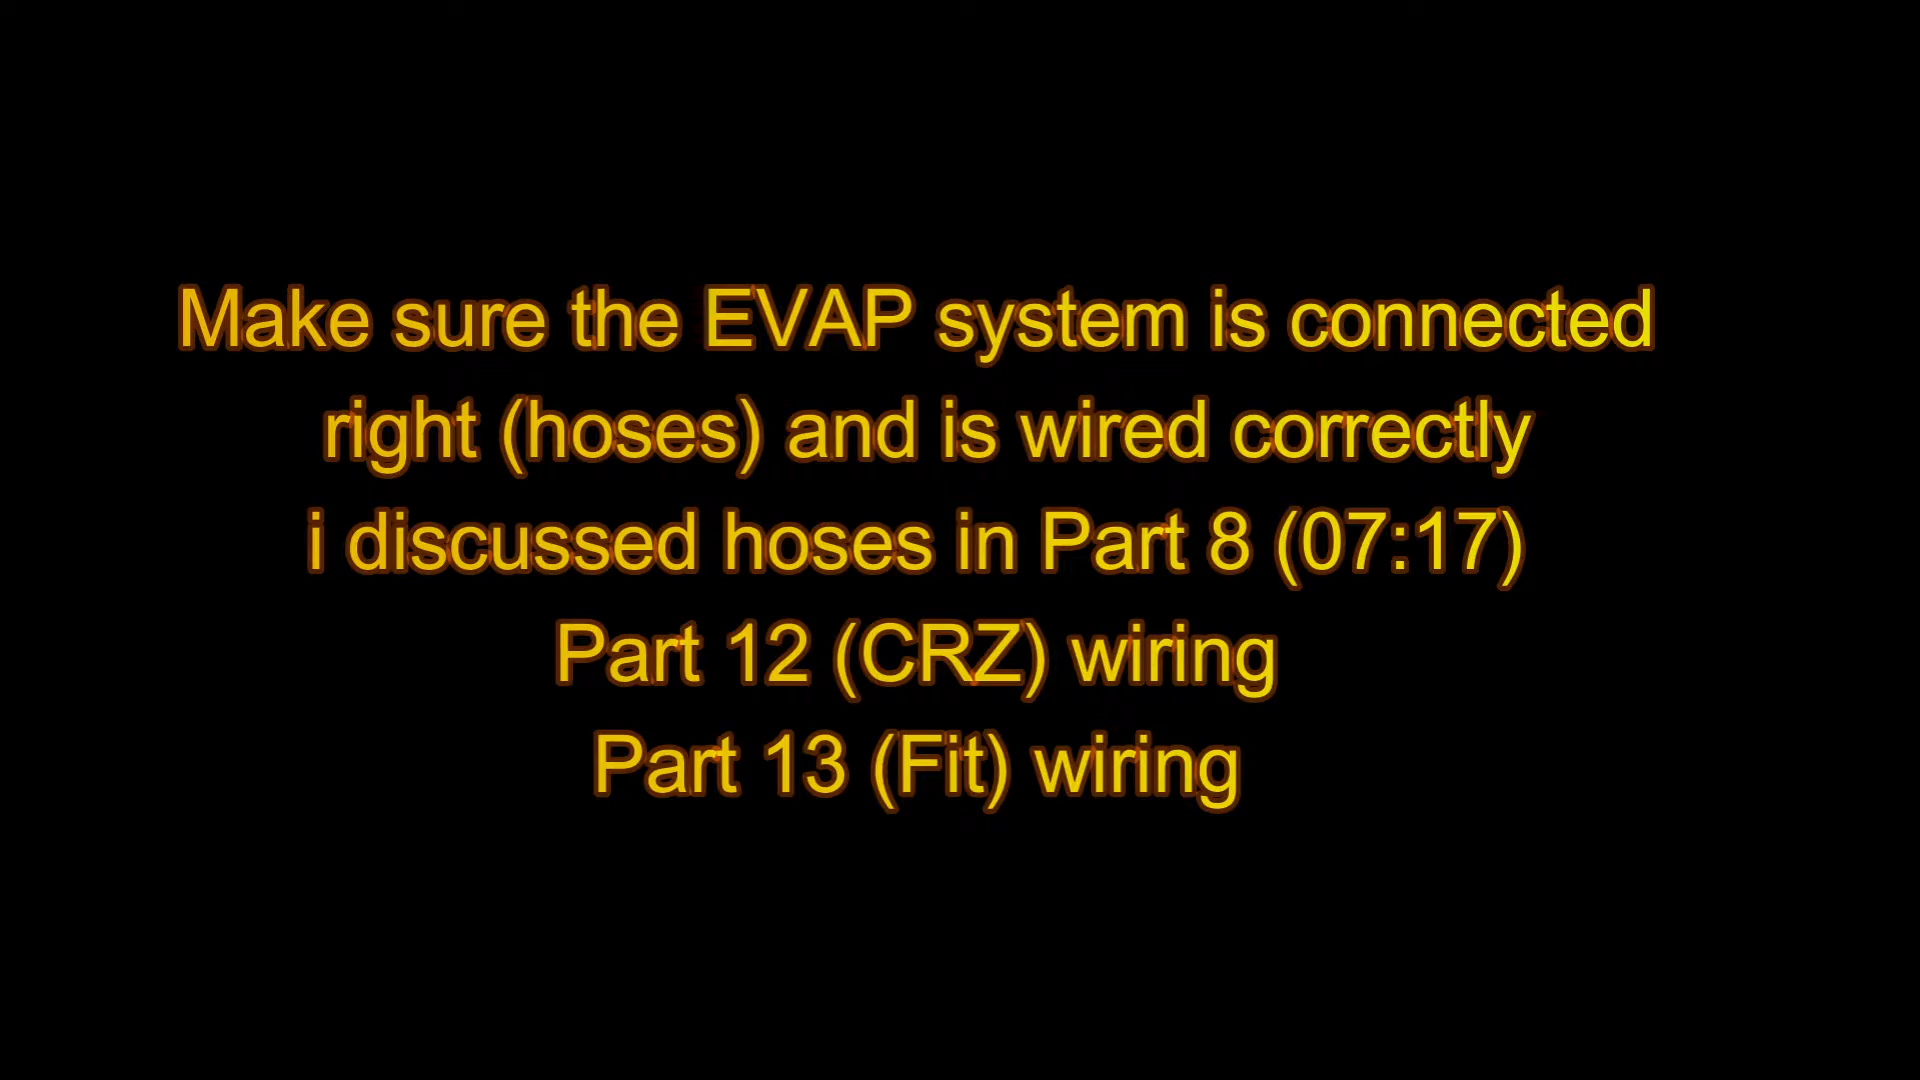 Make sure the EVAP system is connected
right (hoses) and is wired correctly
i discussed hoses in Part 8 (07:17)
Part 12 (CRZ) wiring
Part 13 (Fit) wiring